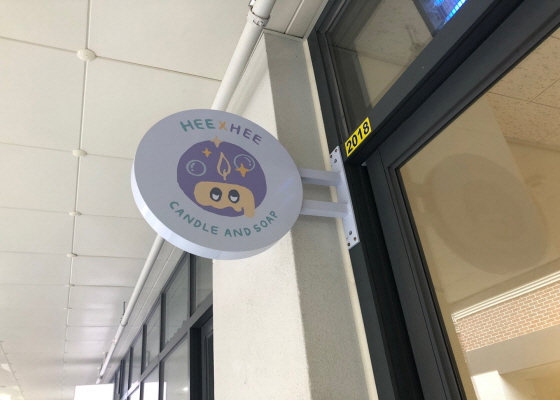 HEE X HEE
CANDLE AND SOAP
2018